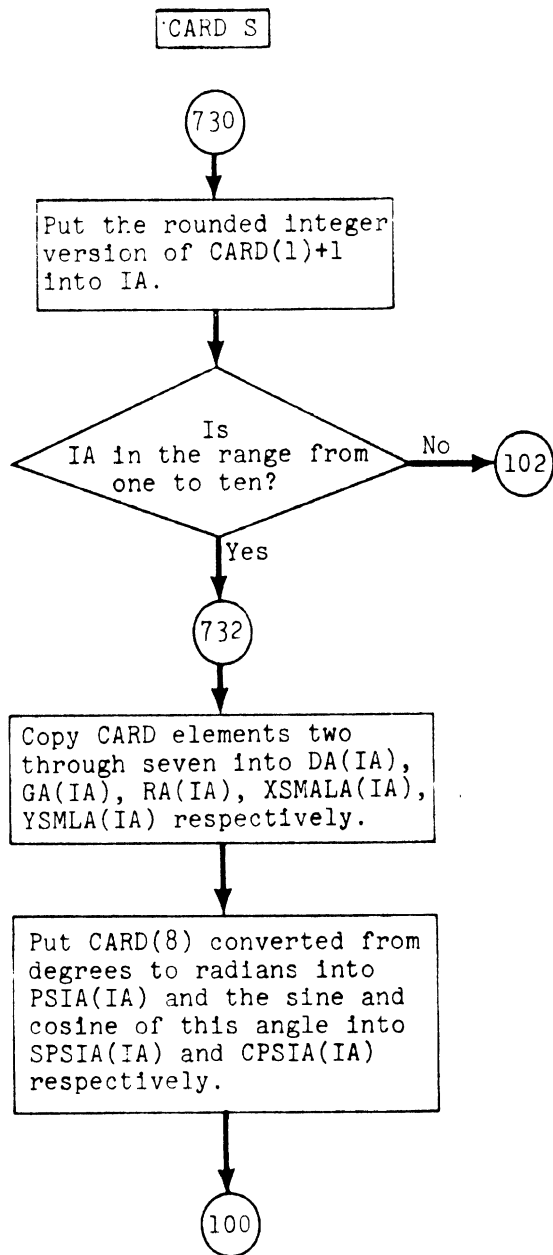 CARD S
730
Put the rounded integer
version of CARD(1)+1
into IA.
Is
IA in the range from
one to ten?
No
102
Yes
732
Copy CARD elements two
through seven into DA(IA),
GA(IA), RA(IA), XSMALA(IA),
YSMLA(IA) respectively.
Put CARD(8) converted from
degrees to radians into
PSIA(IA) and the sine and
cosine of this angle into
SPSIA(IA) and CPSIA(IA)
respectively.
100